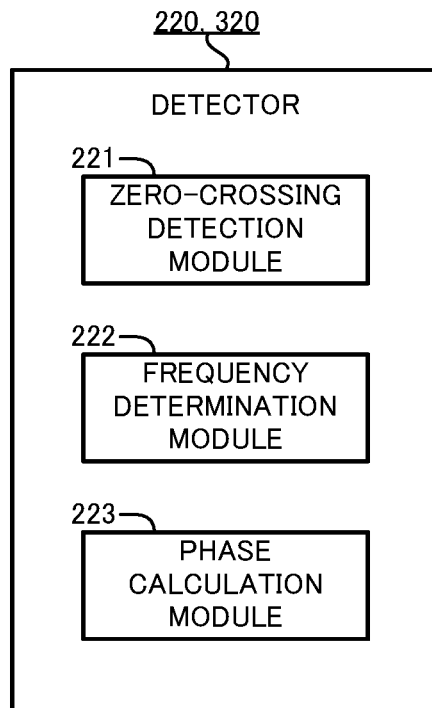 220, 320
DETECTOR
221
ZERO-CROSSING
DETECTION
MODULE
222
FREQUENCY
DETERMINATION
MODULE
223
PHASE
CALCULATION
MODULE